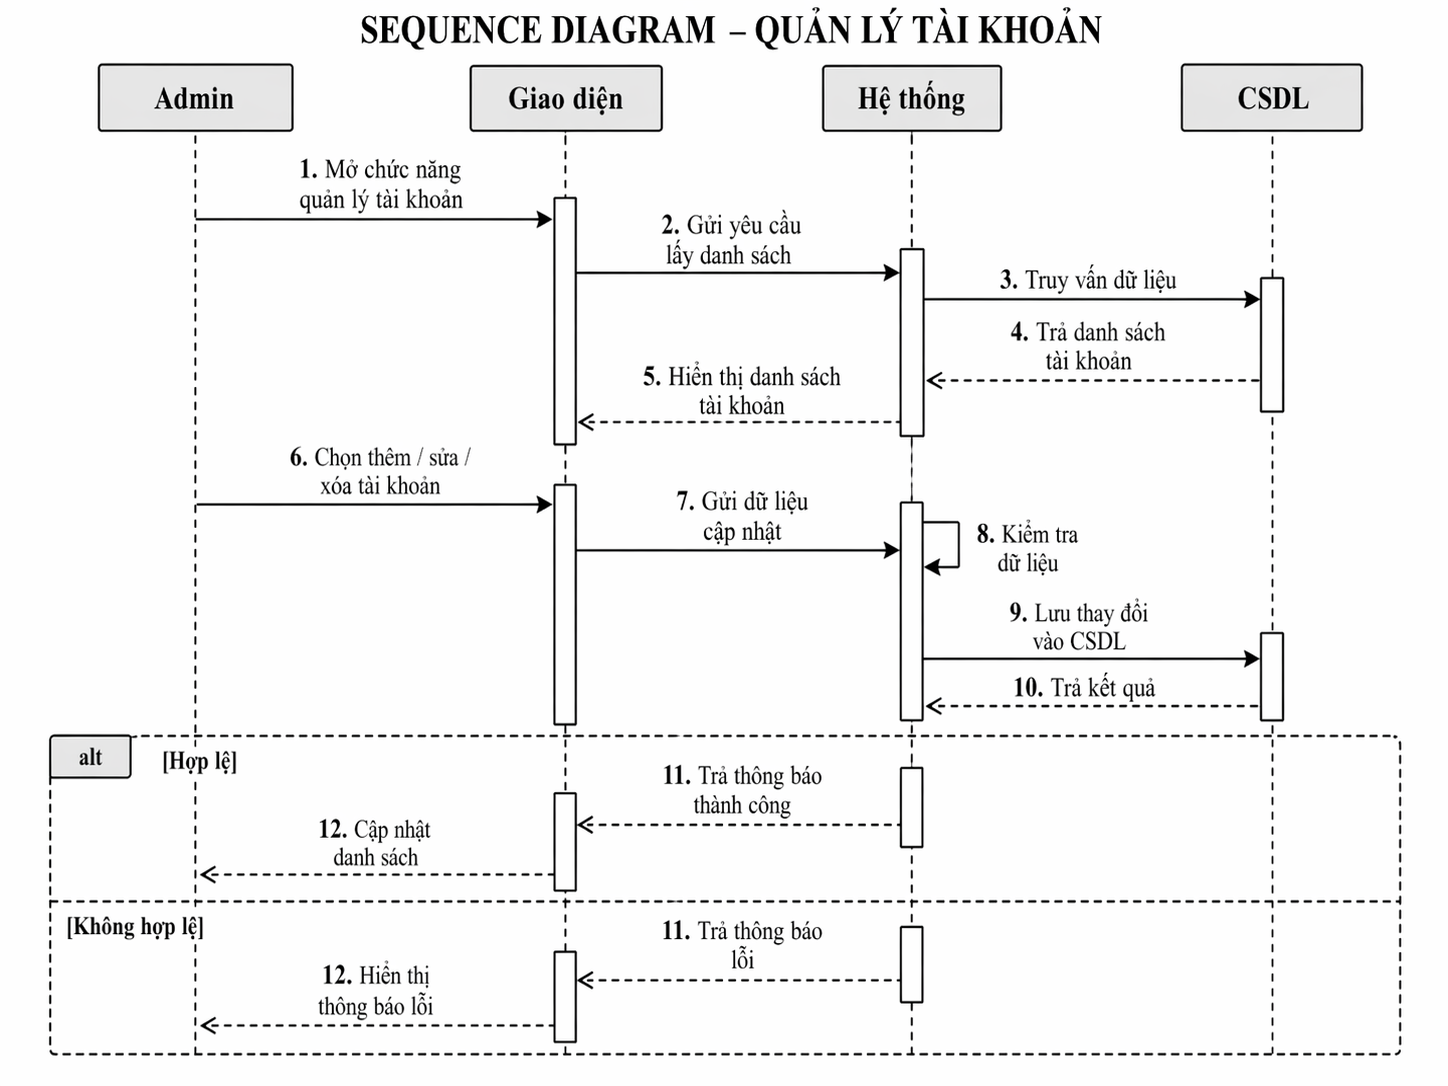 SEQUENCE DIAGRAM – QUẢN LÝ TÀI KHOẢN
Admin
Giao diện
Hệ thống
CSDL
1. Mở chức năng
quản lý tài khoản
2. Gửi yêu cầu
lấy danh sách
3. Truy vấn dữ liệu
4. Trả danh sách
tài khoản
5. Hiển thị danh sách
tài khoản
6. Chọn thêm / sửa /
xóa tài khoản
7. Gửi dữ liệu
cập nhật
8. Kiểm tra
dữ liệu
9. Lưu thay đổi
vào CSDL
10. Trả kết quả
alt
[Hợp lệ]
11. Trả thông báo
thành công
12. Cập nhật
danh sách
[Không hợp lệ]
11. Trả thông báo
lỗi
12. Hiển thị
thông báo lỗi